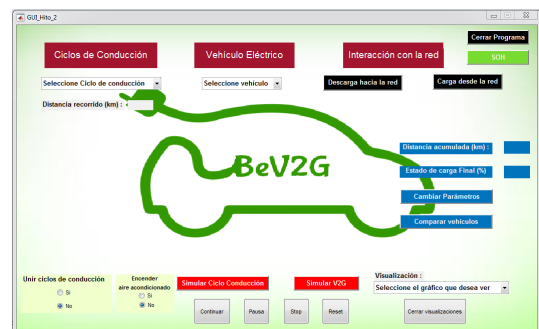 GUI_Hito_2
Cerrar Programa
Ciclos de Conducción
Vehículo Eléctrico
Interacción con la red
SOH
Seleccione Ciclo de conducción
Seleccione vehiculo
Descarga hacia la red
Carga desde la red
Distancia recorrido (km) :
BeV2G
Distancia acumulada (km) :
Estado de carga Final (%)
Cambiar Parámetros
Comparar vehículos
Unir ciclos de conducción
Si
No
Encender
aire acondicionado
Si
No
Simular Ciclo Conducción
Simular V2G
Visualización :
Seleccione el gráfico que desea ver
Continuar
Pausa
Stop
Reset
Cerrar visualizaciones